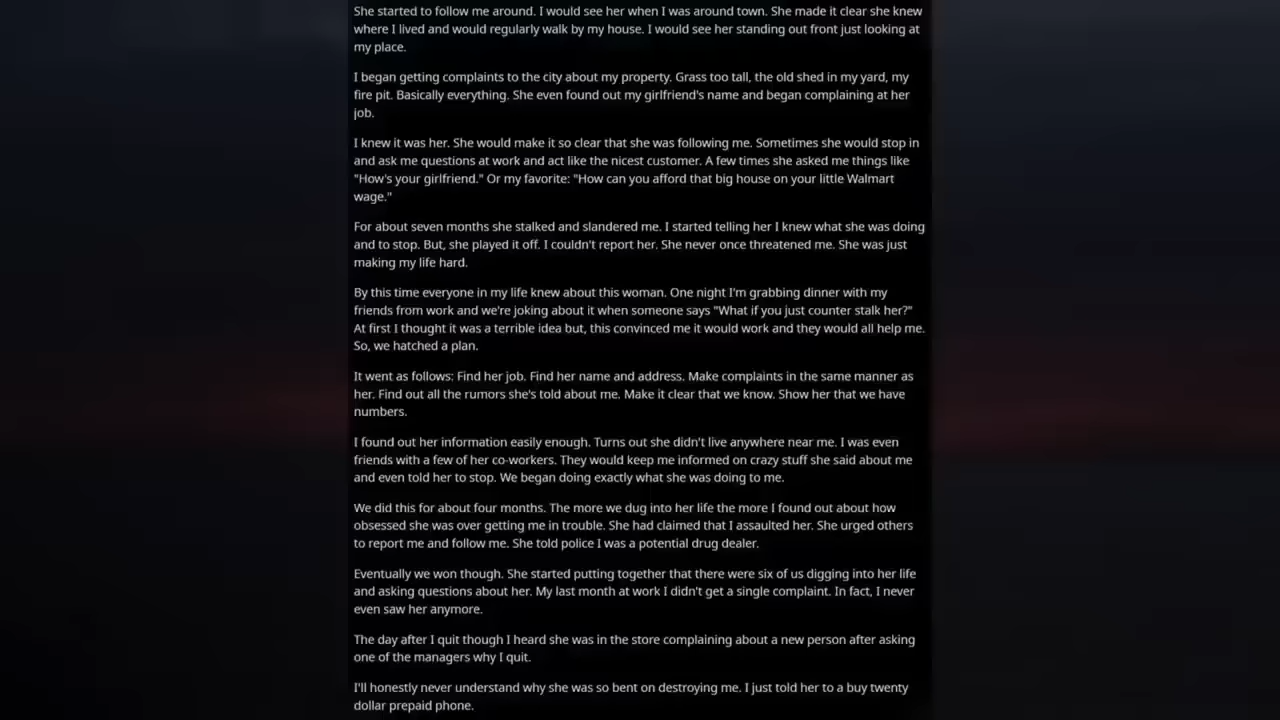 She started to follow me around. I would see her when I was around town. She made it clear she knew
where I lived and would regularly walk by my house. I would see her standing out front just looking at
my place.
I began getting complaints to the city about my property. Grass too tall, the old shed in my yard, my
fire pit. Basically everything. She even found out my girlfriend's name and began complaining at her
job.
I knew it was her. She would make it so clear that she was following me. Sometimes she would stop in
and ask me questions at work and act like the nicest customer. A few times she asked me things like
"How's your girlfriend." Or my favorite: "How can you afford that big house on your little Walmart
wage."
For about seven months she stalked and slandered me. I started telling her I knew what she was doing
and to stop. But, she played it off. I couldn't report her. She never once threatened me. She was just
making my life hard.
By this time everyone in my life knew about this woman. One night I'm grabbing dinner with my
friends from work and we're joking about it when someone says "What if you just counter stalk her?"
At first I thought it was a terrible idea but, this convinced me it would work and they would all help me.
So, we hatched a plan.
It went as follows: Find her job. Find her name and address. Make complaints in the same manner as
her. Find out all the rumors she's told about me. Make it clear that we know. Show her that we have
numbers.
I found out her information easily enough. Turns out she didn't live anywhere near me. I was even
friends with a few of her co-workers. They would keep me informed on crazy stuff she said about me
and even told her to stop. We began doing exactly what she was doing to me.
We did this for about four months. The more we dug into her life the more I found out about how
obsessed she was over getting me in trouble. She had claimed that I assaulted her. She urged others
to report me and follow me. She told police I was a potential drug dealer.
Eventually we won though. She started putting together that there were six of us digging into her life
and asking questions about her. My last month at work I didn't get a single complaint. In fact, I never
even saw her anymore.
The day after I quit though I heard she was in the store complaining about a new person after asking
one of the managers why I quit.
I'll honestly never understand why she was so bent on destroying me. I just told her to a buy twenty
dollar prepaid phone.